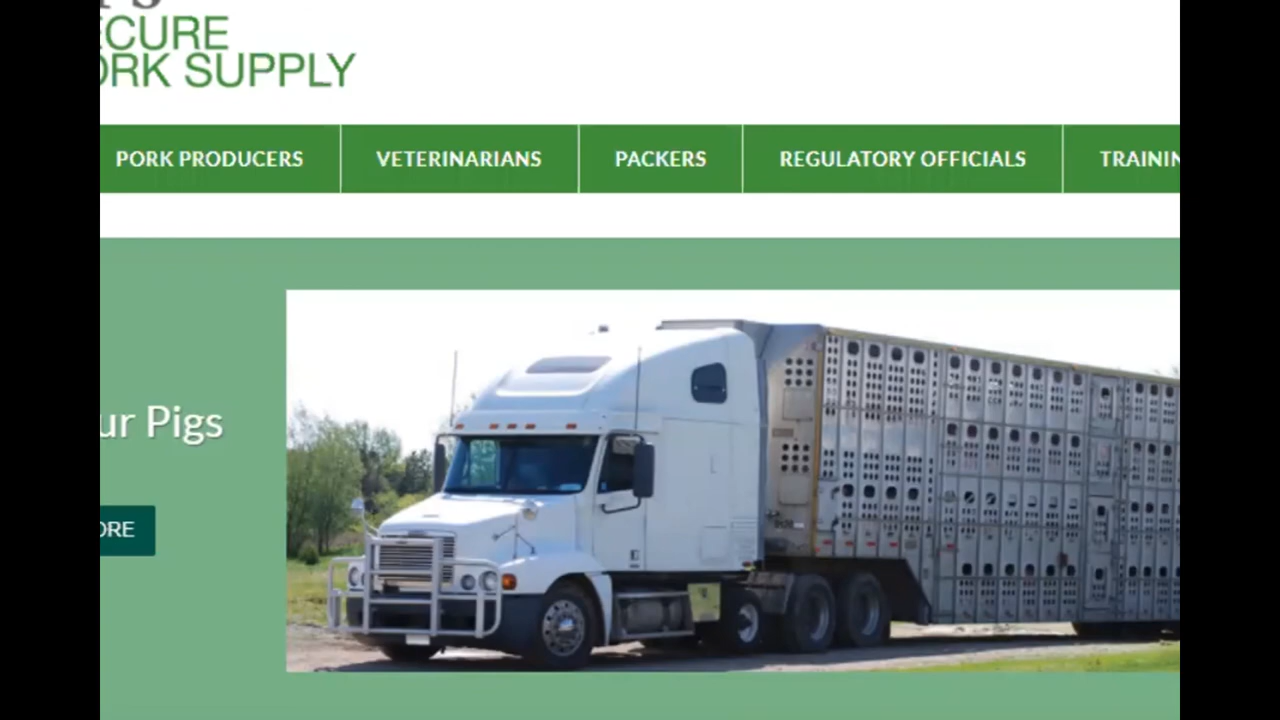 ECURE
ORK SUPPLY
PORK PRODUCERS
VETERINARIANS
PACKERS
REGULATORY OFFICIALS
TRAININ
ur Pigs
ORE